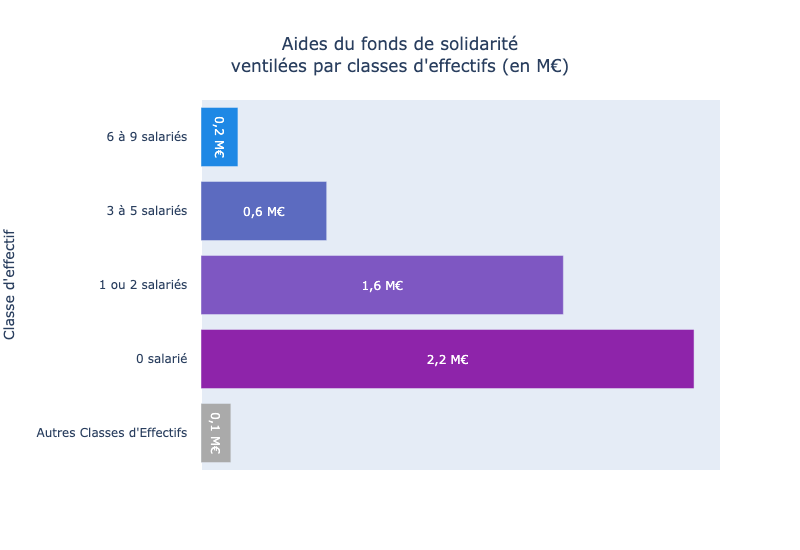 Aides du fonds de solidarité
ventilées par classes d'effectifs (en M€)
Classe d'effectif
6 à 9 salariés
0,2 M€
3 à 5 salariés
0,6 M€
1 ou 2 salariés
1,6 M€
0 salarié
2,2 M€
Autres Classes d'Effectifs
0,1 M€